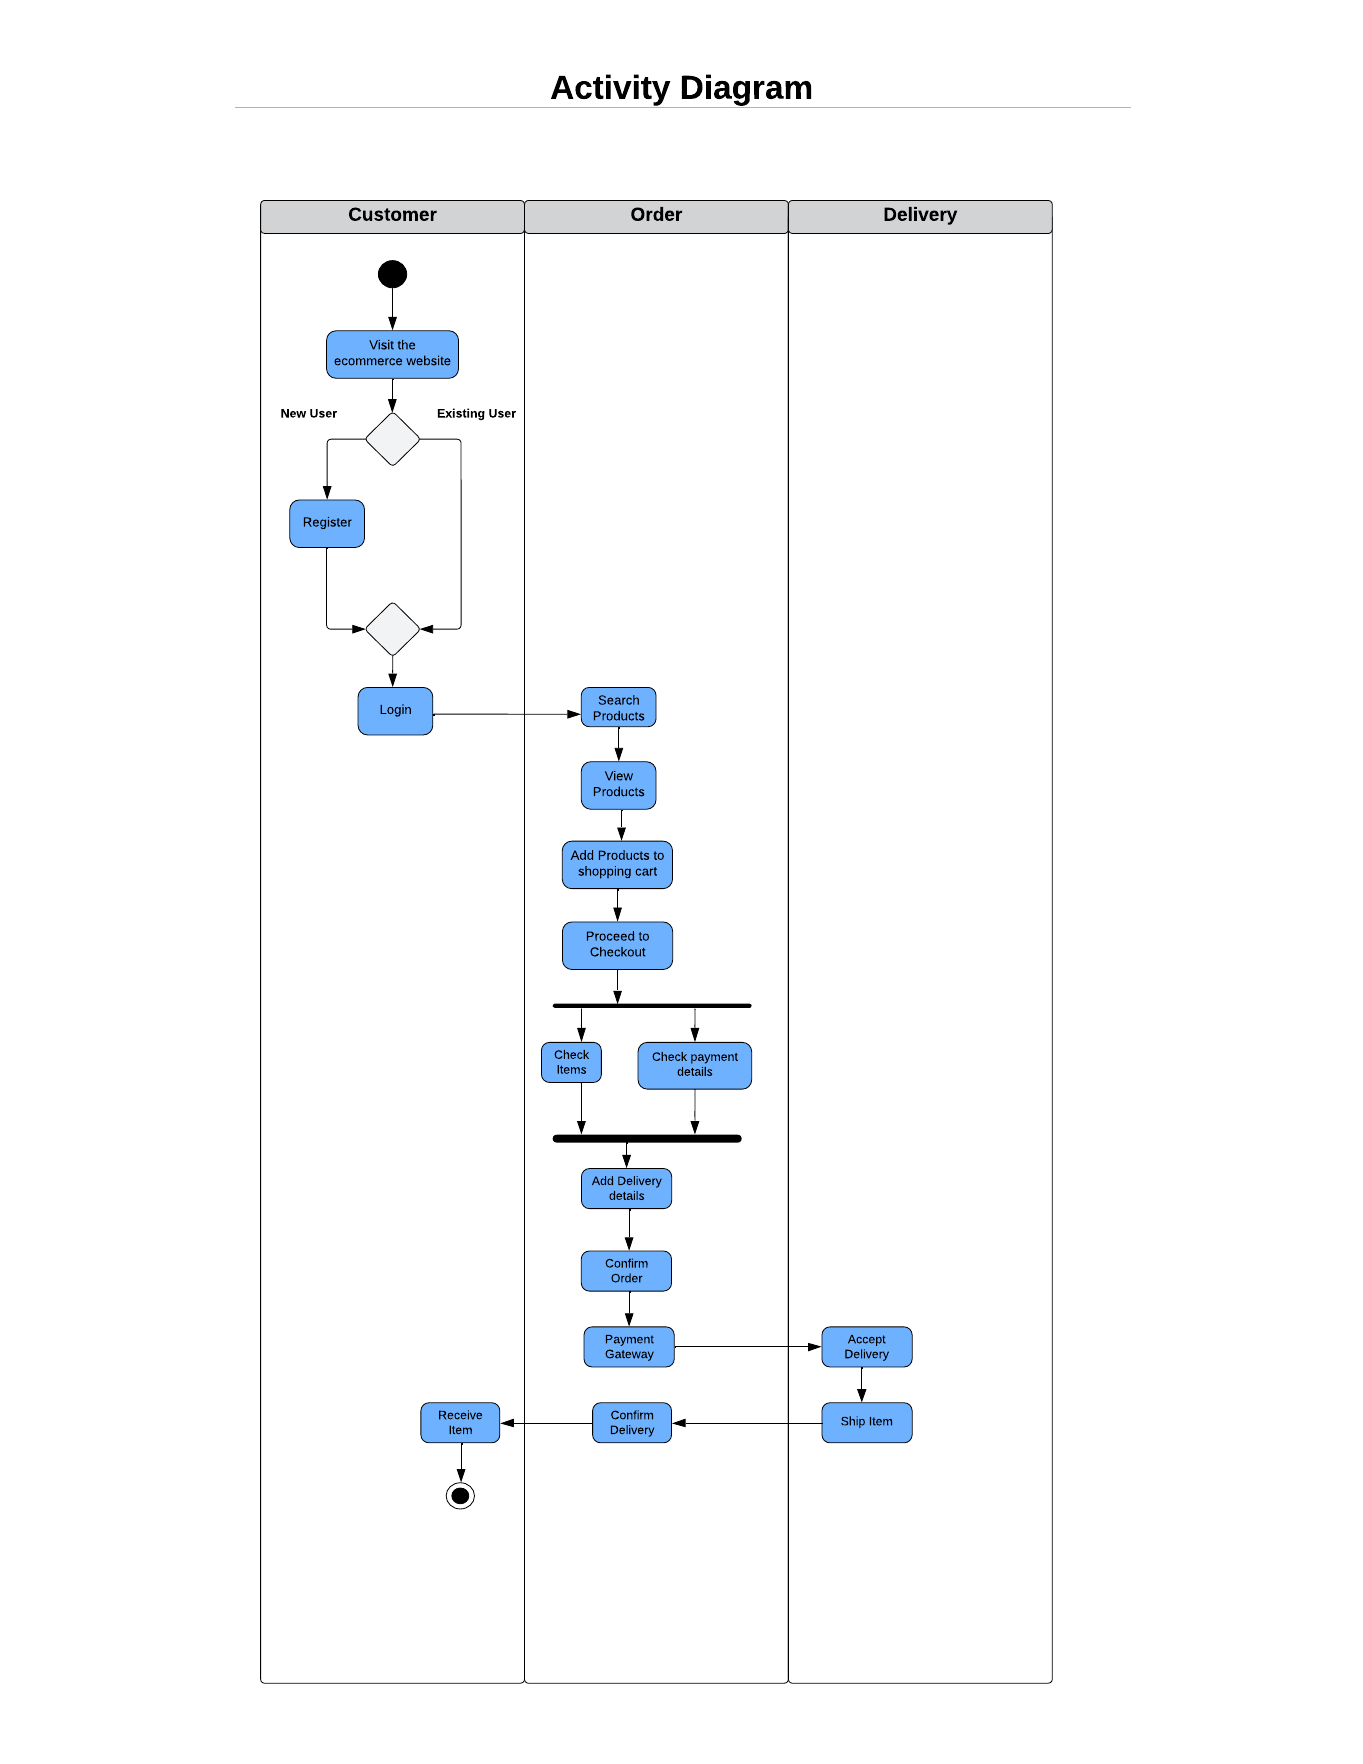 Activity Diagram
Customer
Order
Delivery
Visit the
ecommerce website
New User
Existing User
Register
Login
Search
Products
View
Products
Add Products to
shopping cart
Proceed to
Checkout
Check
Items
Check payment
details
Add Delivery
details
Confirm
Order
Payment
Gateway
Accept
Delivery
Receive
Item
Confirm
Delivery
Ship Item